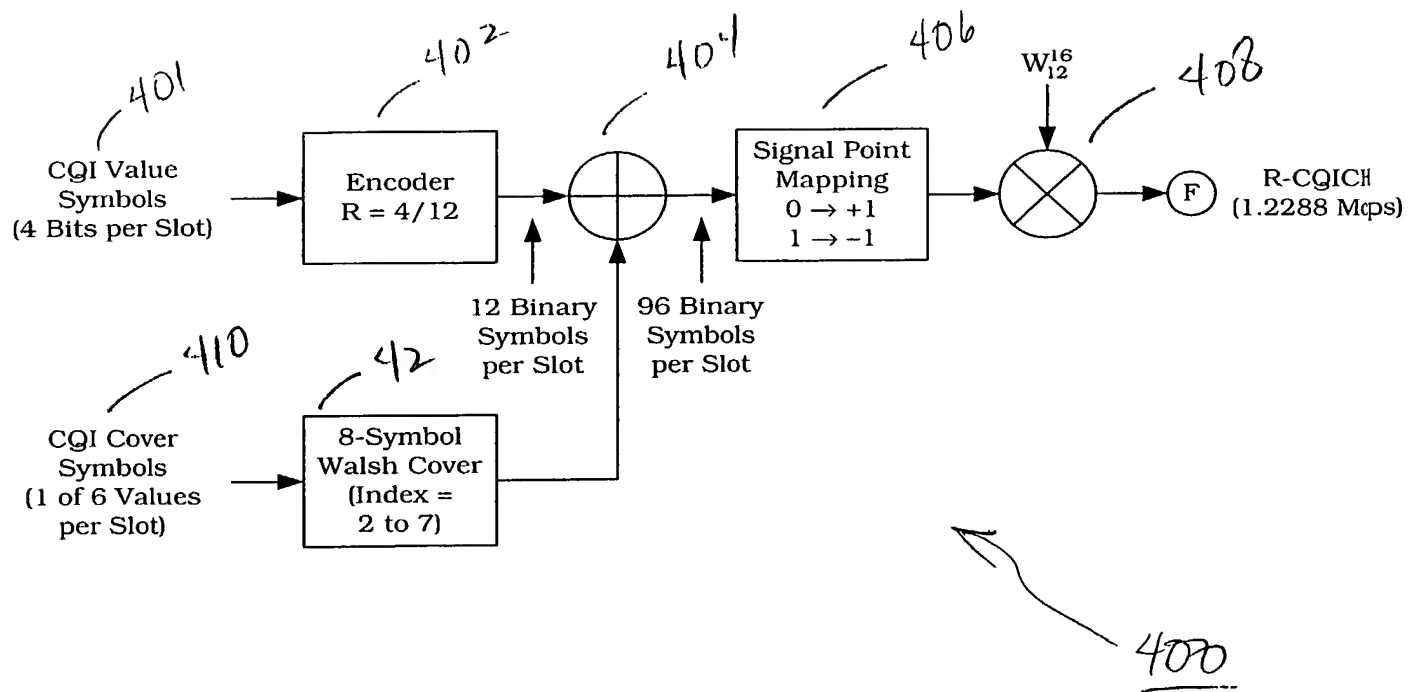 401
402
404
406
408
CQI Value
Symbols
(4 Bits per Slot)
Encoder
R = 4/12
Signal Point
Mapping
0 → +1
1 → −1
W₁₂¹⁶
F
R-CQICH
(1.2288 Mcps)
12 Binary
Symbols
per Slot
96 Binary
Symbols
per Slot
410
42
CQI Cover
Symbols
(1 of 6 Values
per Slot)
8-Symbol
Walsh Cover
(Index =
2 to 7)
400